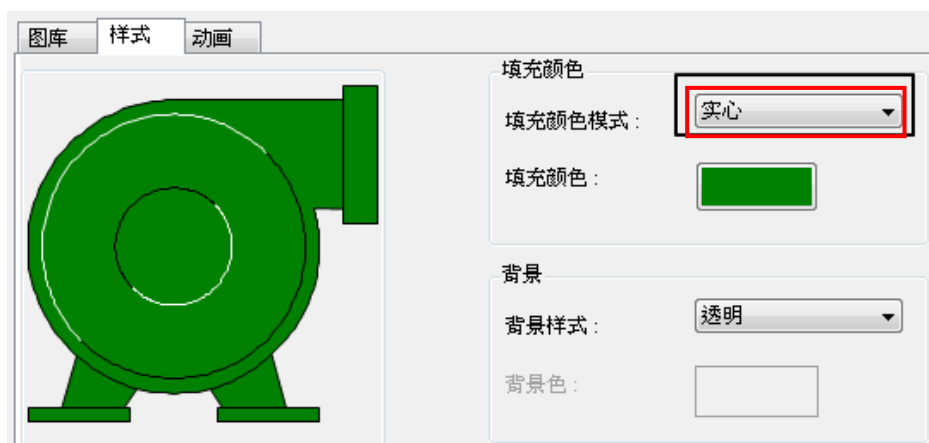 图库 样式 动画
填充颜色
填充颜色模式：实心
填充颜色：
背景
背景样式：透明
背景色：